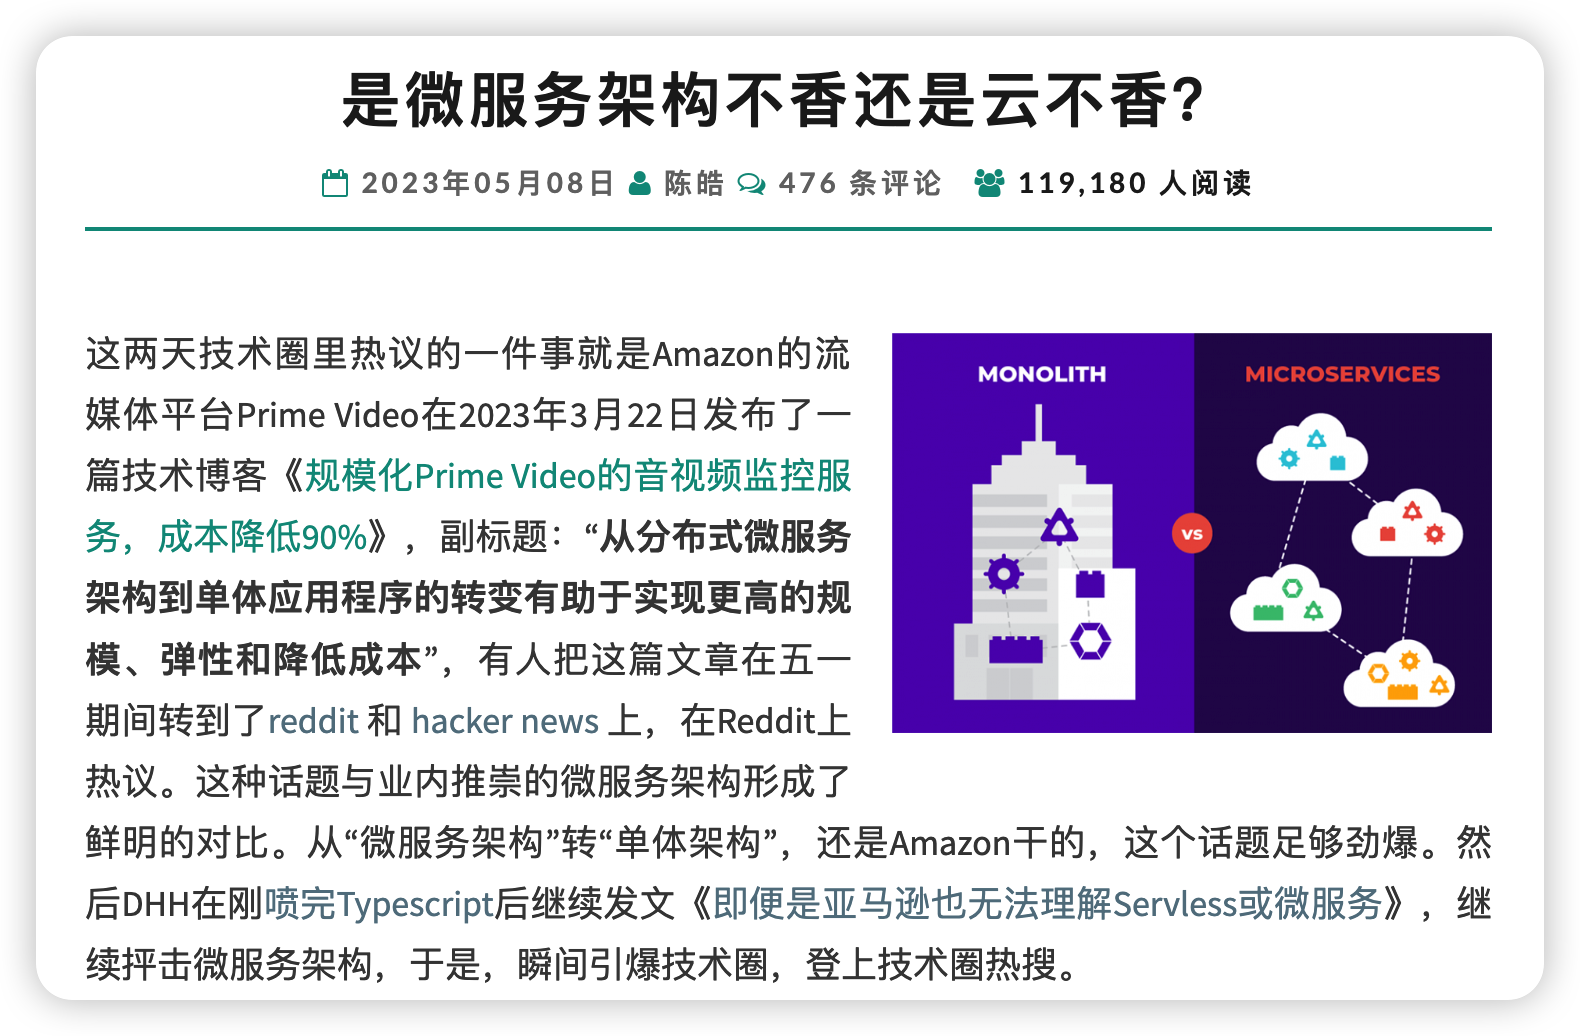 是微服务架构不香还是云不香?
2023年05月08日 陈皓 476 条评论 119,180 人阅读
这两天技术圈里热议的一件事就是Amazon的流
媒体平台Prime Video在2023年3月22日发布了一
篇技术博客《规模化Prime Video的音视频监控服
务，成本降低90%》，副标题：“从分布式微服务
架构到单体应用程序的转变有助于实现更高的规
模、弹性和降低成本”，有人把这篇文章在五一
期间转到了reddit 和 hacker news 上，在Reddit上
热议。这种话题与业内推崇的微服务架构形成了
鲜明的对比。从“微服务架构”转“单体架构”，还是Amazon干的，这个话题足够劲爆。然
后DHH在刚喷完Typescript后继续发文《即便是亚马逊也无法理解Servless或微服务》，继
续抨击微服务架构，于是，瞬间引爆技术圈，登上技术圈热搜。
MONOLITH
vs
MICROSERVICES